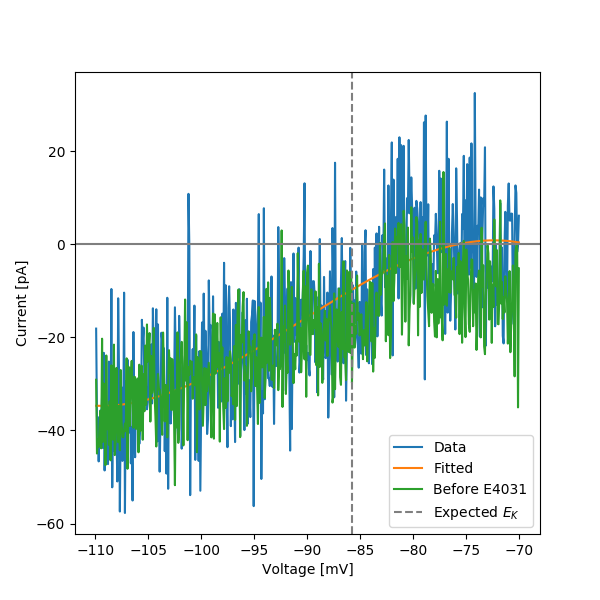 20
0
−20
−40
−60
Current [pA]
−110 −105 −100 −95 −90 −85 −80 −75 −70
Voltage [mV]
Data
Fitted
Before E4031
Expected E_K